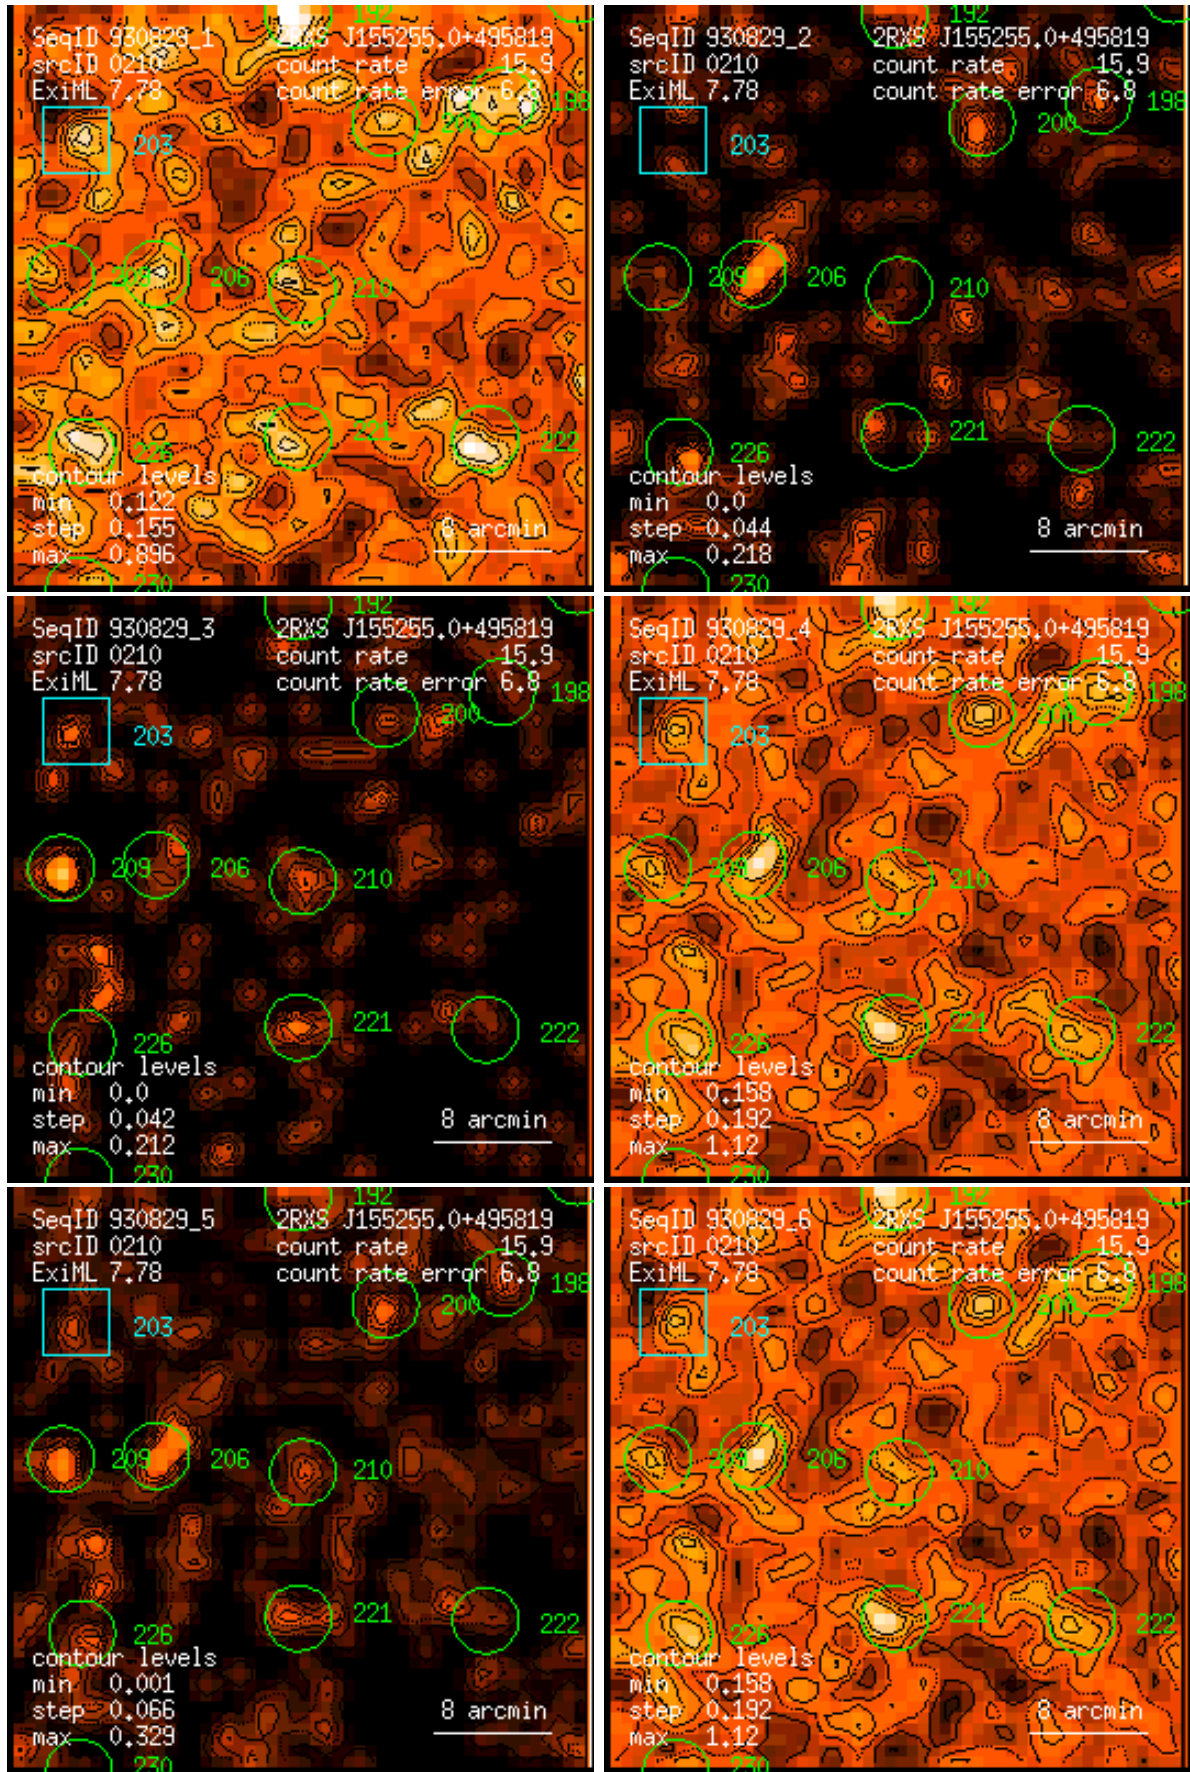 192
SeqID 930829_1 2RXS J155255.0+495819
srcID 0210 count rate 15.9
ExiML 7.78 count rate error 6.8
198
200
203
209 206 210
221
226 222
contour levels
min 0.122
step 0.155 8 arcmin
max 0.896
230
192
SeqID 930829_2 2RXS J155255.0+495819
srcID 0210 count rate 15.9
ExiML 7.78 count rate error 6.8
198
200
203
209 206 210
221
226 222
contour levels
min 0.0
step 0.044 8 arcmin
max 0.218
230
192
SeqID 930829_3 2RXS J155255.0+495819
srcID 0210 count rate 15.9
ExiML 7.78 count rate error 6.8
198
200
203
209 206 210
221
226 222
contour levels
min 0.0
step 0.042 8 arcmin
max 0.212
230
192
SeqID 930829_4 2RXS J155255.0+495819
srcID 0210 count rate 15.9
ExiML 7.78 count rate error 6.8
198
200
203
209 206 210
221
226 222
contour levels
min 0.158
step 0.192 8 arcmin
max 1.12
230
192
SeqID 930829_5 2RXS J155255.0+495819
srcID 0210 count rate 15.9
ExiML 7.78 count rate error 6.8
198
200
203
209 206 210
221
226 222
contour levels
min 0.001
step 0.066 8 arcmin
max 0.329
230
192
SeqID 930829_6 2RXS J155255.0+495819
srcID 0210 count rate 15.9
ExiML 7.78 count rate error 6.8
198
200
203
209 206 210
221
226 222
contour levels
min 0.158
step 0.192 8 arcmin
max 1.12
230